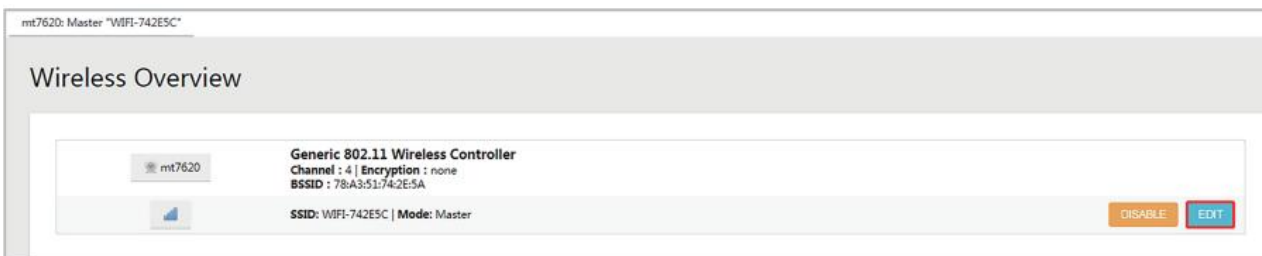 mt7620: Master "WIFI-742E5C"
Wireless Overview
mt7620
Generic 802.11 Wireless Controller
Channel : 4 | Encryption : none
BSSID : 78:A3:51:74:2E:5A
SSID: WIFI-742E5C | Mode: Master
DISABLE EDIT